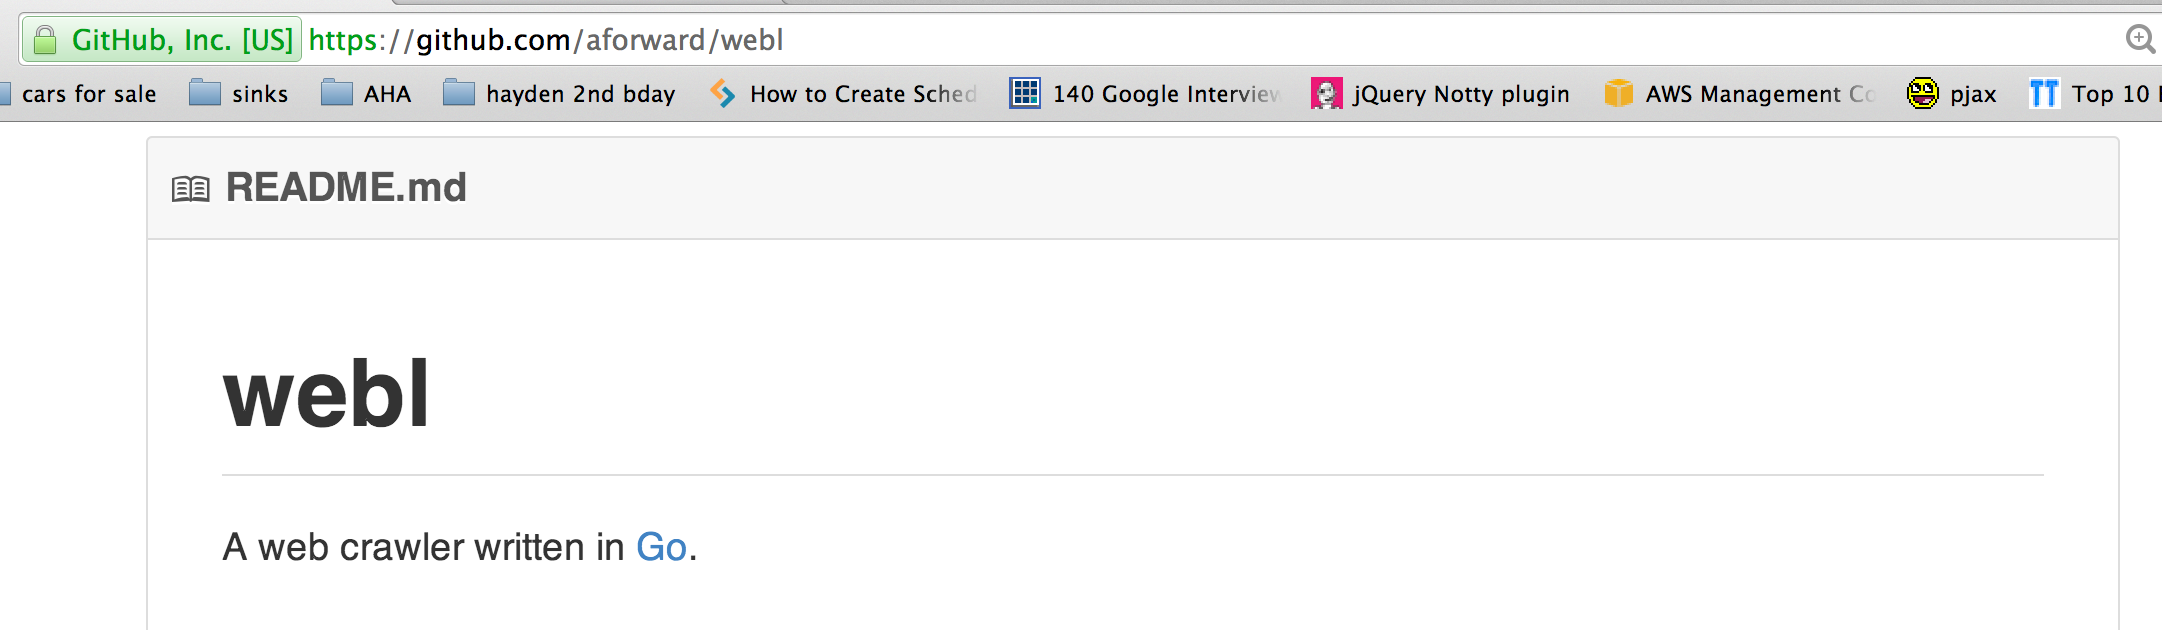 GitHub, Inc. [US] https://github.com/aforward/webl
cars for sale sinks AHA hayden 2nd bday How to Create Sched 140 Google Interview jQuery Notty plugin AWS Management Co pjax TT Top 10
README.md
webl
A web crawler written in Go.